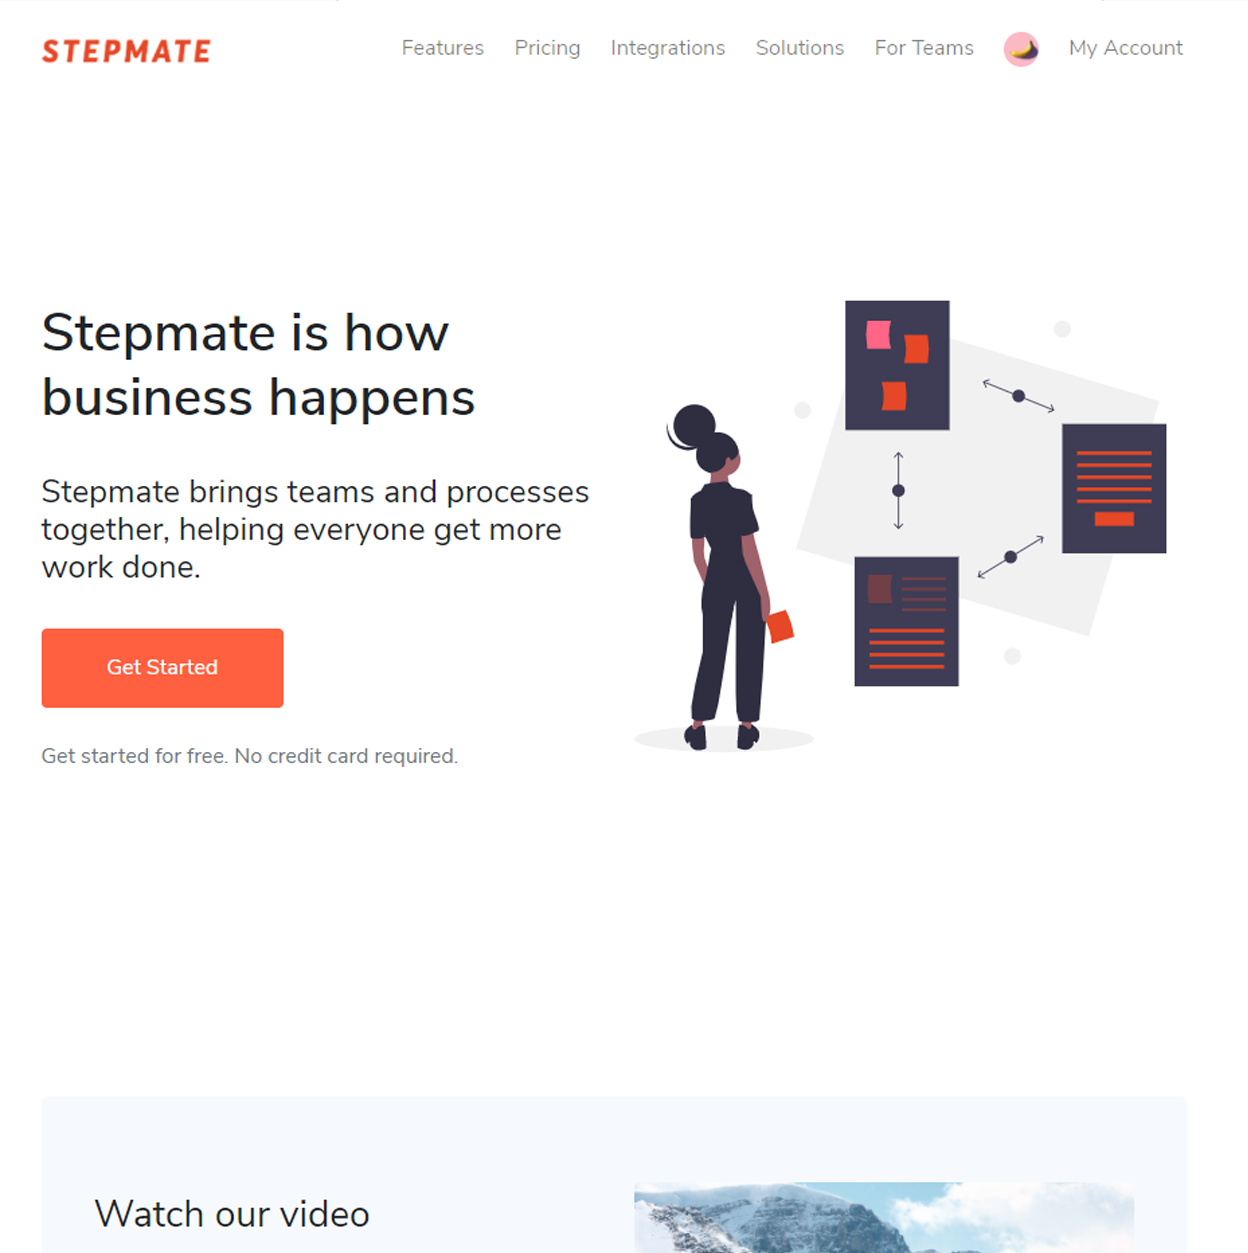 STEPMATE
Features Pricing Integrations Solutions For Teams My Account
Stepmate is how
business happens
Stepmate brings teams and processes
together, helping everyone get more
work done.
Get Started
Get started for free. No credit card required.
Watch our video